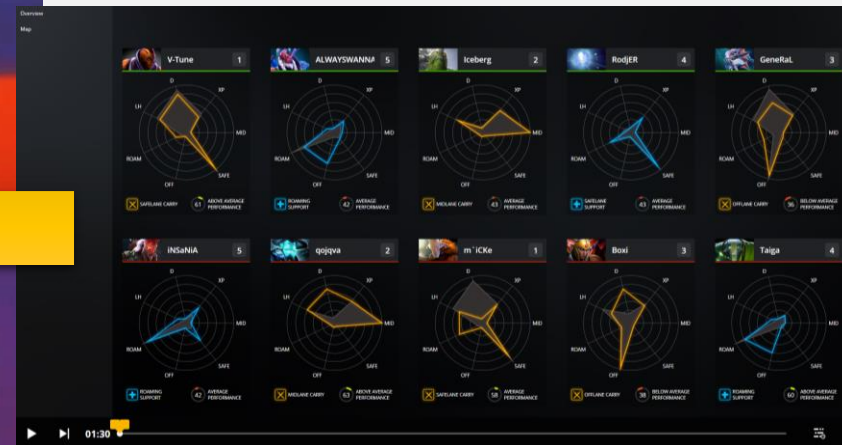 Overview
Map
V-Tune 1
ALWAYSWANNA 5
Iceberg 2
RodjER 4
GeneRaL 3
D
XP
MID
SAFE
OFF
ROAM
LH
D
XP
MID
SAFE
OFF
ROAM
LH
D
XP
MID
SAFE
OFF
ROAM
LH
D
XP
MID
SAFE
OFF
ROAM
LH
D
XP
MID
SAFE
OFF
ROAM
LH
SAFELANE CARRY 61 ABOVE AVERAGE
PERFORMANCE
ROAMING
SUPPORT 42 AVERAGE
PERFORMANCE
MIDLANE CARRY 43 AVERAGE
PERFORMANCE
SAFELANE
SUPPORT 43 AVERAGE
PERFORMANCE
OFFLANE CARRY 36 BELOW AVERAGE
PERFORMANCE
iNSaNiA 5
qojqva 2
m`iCKe 1
Boxi 3
Taiga 4
D
XP
MID
SAFE
OFF
ROAM
LH
D
XP
MID
SAFE
OFF
ROAM
LH
D
XP
MID
SAFE
OFF
ROAM
LH
D
XP
MID
SAFE
OFF
ROAM
LH
D
XP
MID
SAFE
OFF
ROAM
LH
ROAMING
SUPPORT 42 AVERAGE
PERFORMANCE
MIDLANE CARRY 63 ABOVE AVERAGE
PERFORMANCE
SAFELANE CARRY 58 AVERAGE
PERFORMANCE
OFFLANE CARRY 38 BELOW AVERAGE
PERFORMANCE
ROAMING
SUPPORT 60 ABOVE AVERAGE
PERFORMANCE
01:30